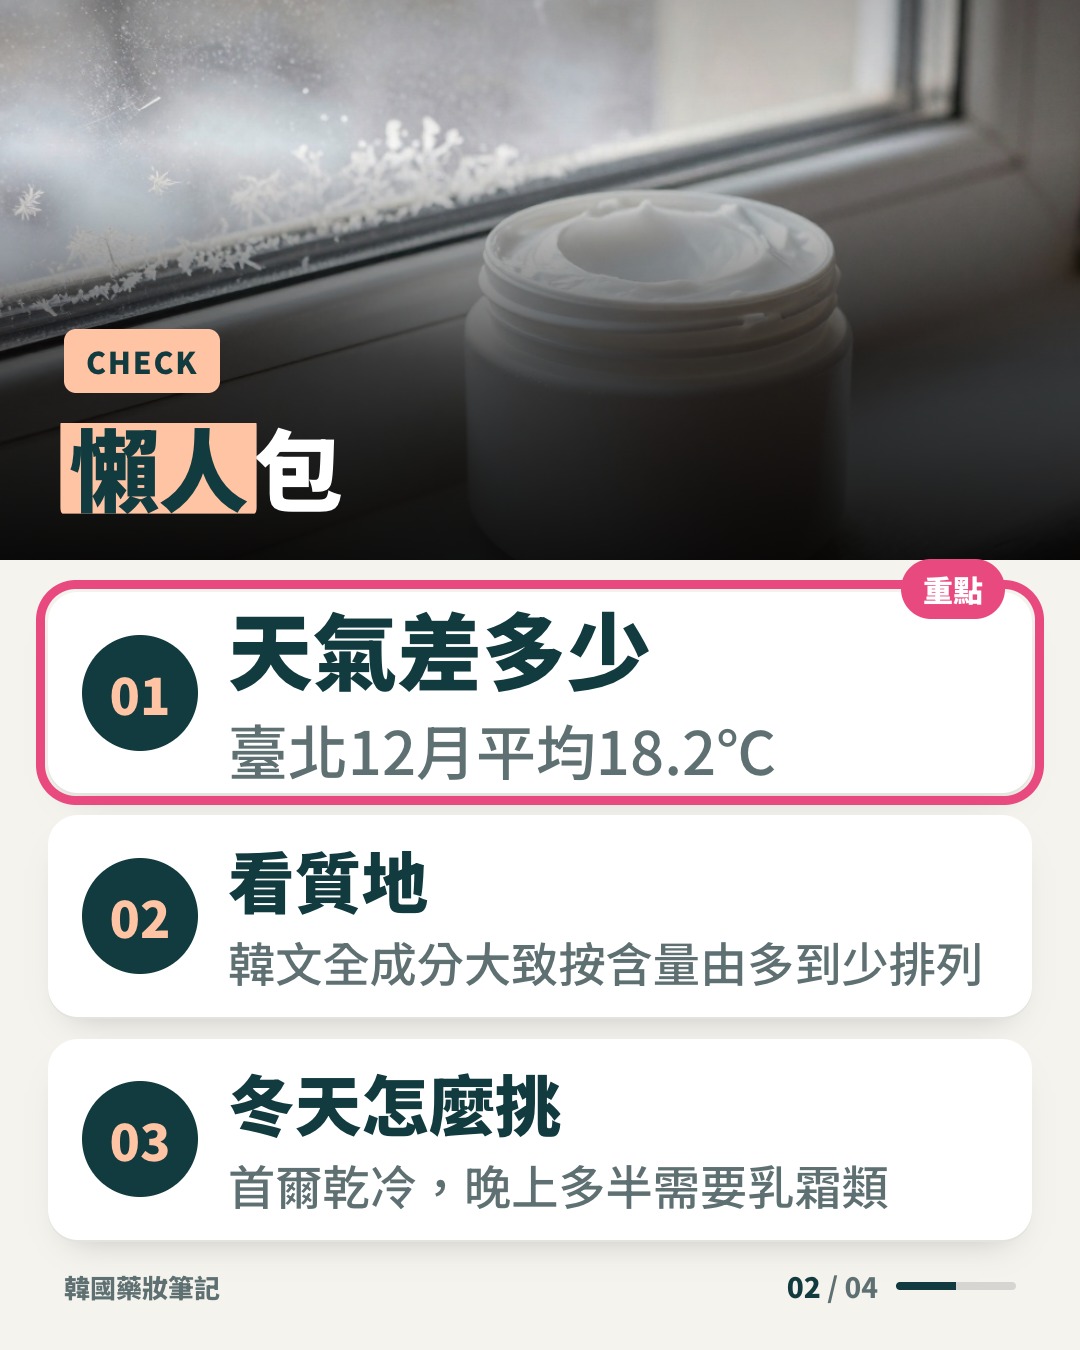 CHECK
懶人包
重點
01
天氣差多少
臺北12月平均18.2°C
02
看質地
韓文全成分大致按含量由多到少排列
03
冬天怎麼挑
首爾乾冷，晚上多半需要乳霜類
韓國藥妝筆記
02 / 04